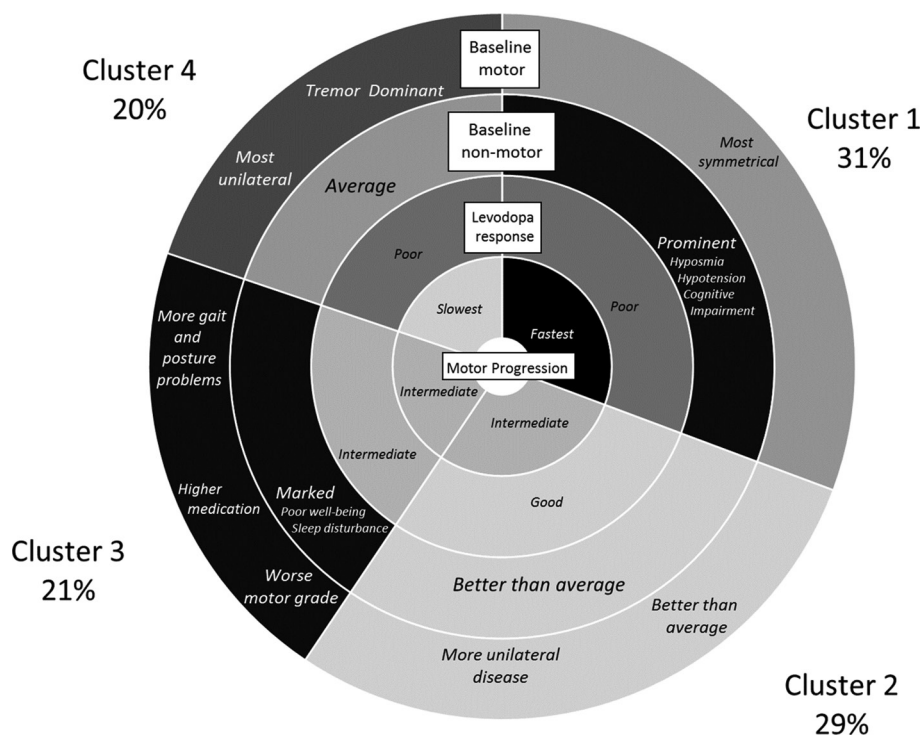 Cluster 4
20%
Cluster 1
31%
Cluster 3
21%
Cluster 2
29%
Baseline
motor
Tremor Dominant
Most
unilateral
Most
symmetrical
More gait
and
posture
problems
Higher
medication
Worse
motor grade
More unilateral
disease
Better than
average
Baseline
non-motor
Average
Prominent
Hyposmia
Hypotension
Cognitive
Impairment
Marked
Poor well-being
Sleep disturbance
Better than average
Levodopa
response
Poor
Poor
Intermediate
Good
Motor Progression
Slowest
Fastest
Intermediate
Intermediate